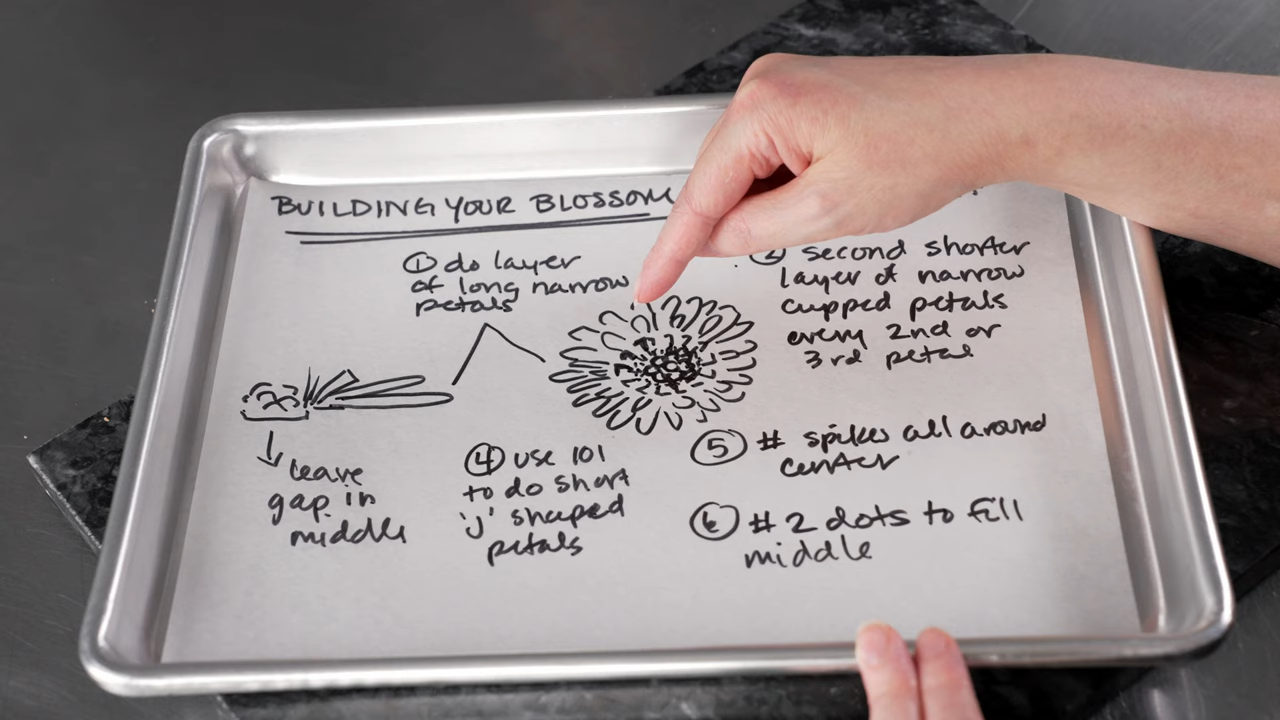 BUILDING YOUR BLOSSOM
① do layer
of long narrow
petals
② second shorter
layer of narrow
cupped petals
every 2nd or
3rd petal
leave
gap in
middle
④ use 101
to do short
'J' shaped
petals
⑤ # spikes all around
center
⑥ # 2 dots to fill
middle